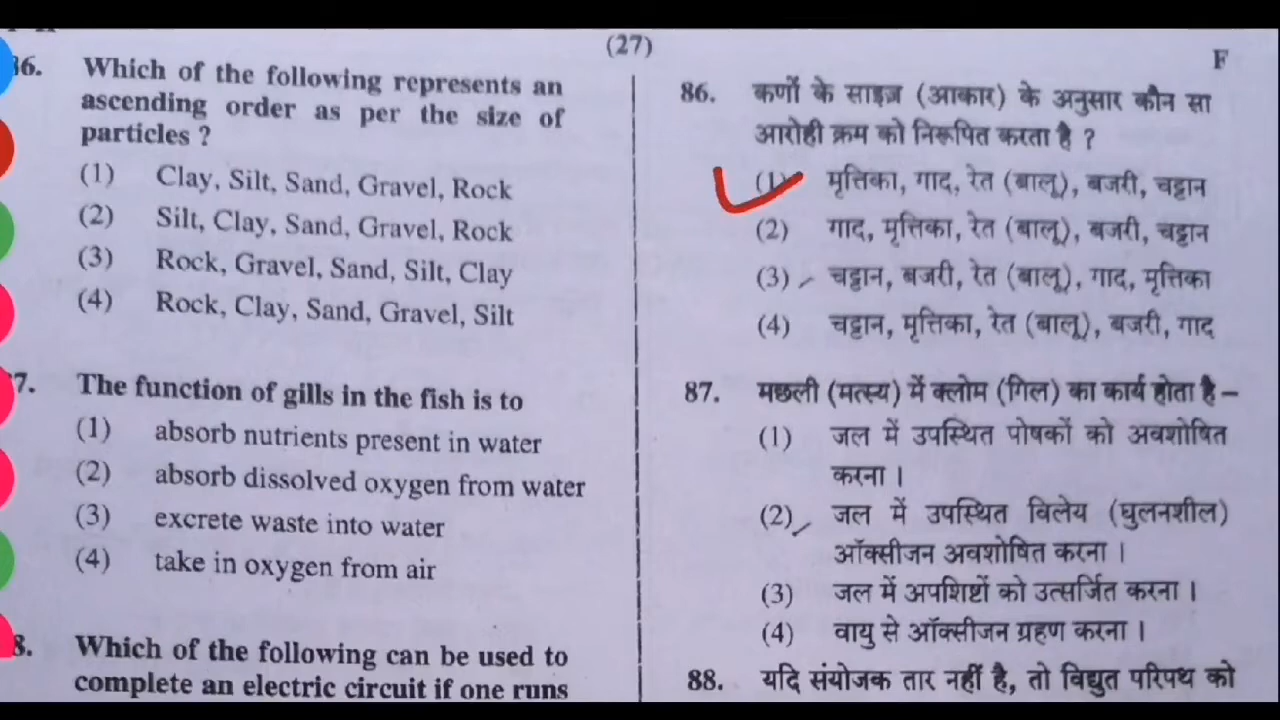 (27)
F
36. Which of the following represents an
ascending order as per the size of
particles ?
(1) Clay, Silt, Sand, Gravel, Rock
(2) Silt, Clay, Sand, Gravel, Rock
(3) Rock, Gravel, Sand, Silt, Clay
(4) Rock, Clay, Sand, Gravel, Silt
7. The function of gills in the fish is to
(1) absorb nutrients present in water
(2) absorb dissolved oxygen from water
(3) excrete waste into water
(4) take in oxygen from air
8. Which of the following can be used to
complete an electric circuit if one runs
86. कणों के साइज़ (आकार) के अनुसार कौन सा
आरोही क्रम को निरूपित करता है ?
(1) मृत्तिका, गाद, रेत (बालू), बजरी, चट्टान
(2) गाद, मृत्तिका, रेत (बालू), बजरी, चट्टान
(3) चट्टान, बजरी, रेत (बालू), गाद, मृत्तिका
(4) चट्टान, मृत्तिका, रेत (बालू), बजरी, गाद
87. मछली (मत्स्य) में क्लोम (गिल) का कार्य होता है –
(1) जल में उपस्थित पोषकों को अवशोषित
करना ।
(2) जल में उपस्थित विलेय (घुलनशील)
ऑक्सीजन अवशोषित करना ।
(3) जल में अपशिष्टों को उत्सर्जित करना ।
(4) वायु से ऑक्सीजन ग्रहण करना ।
88. यदि संयोजक तार नहीं है, तो विद्युत परिपथ को